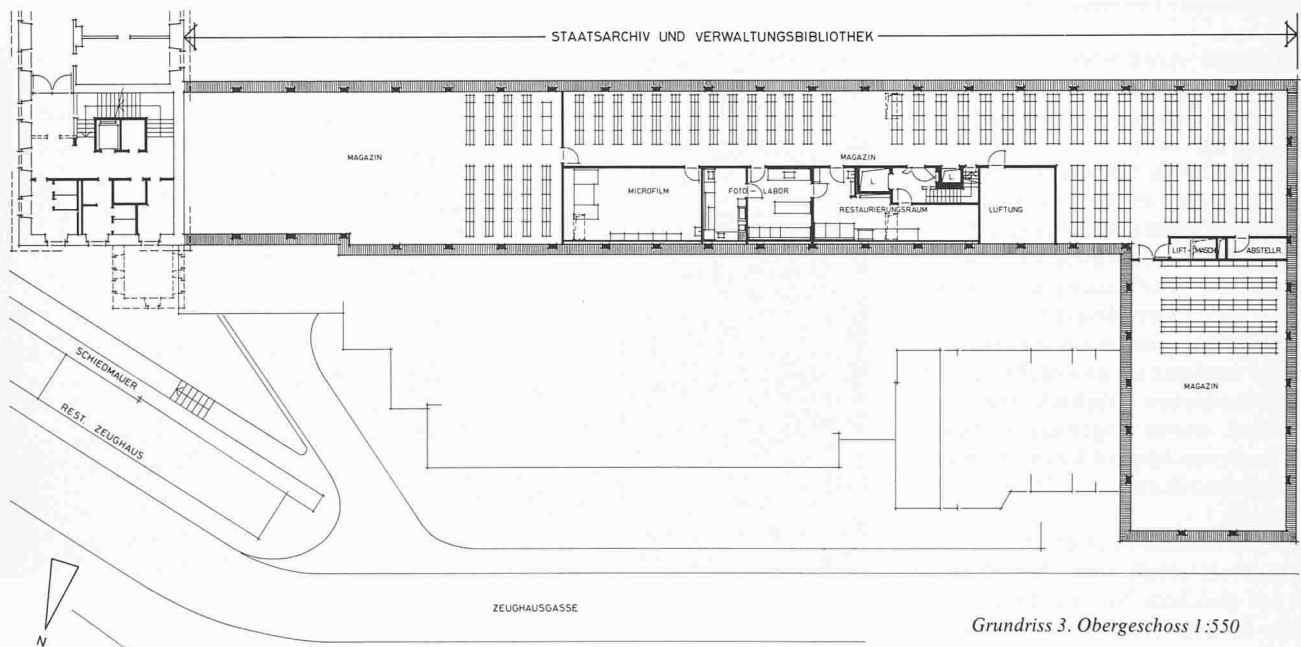 STAATSARCHIV UND VERWALTUNGSBIBLIOTHEK
MAGAZIN
MAGAZIN
MICROFILM
FOTO - LABOR
L.
L.
RESTAURIERUNGSRAUM
LÜFTUNG
LIFT-MASCH.
ABSTELLR.
MAGAZIN
SCHIEDMAUER
REST. ZEUGHAUS
ZEUGHAUSGASSE
N
Grundriss 3. Obergeschoss 1:550